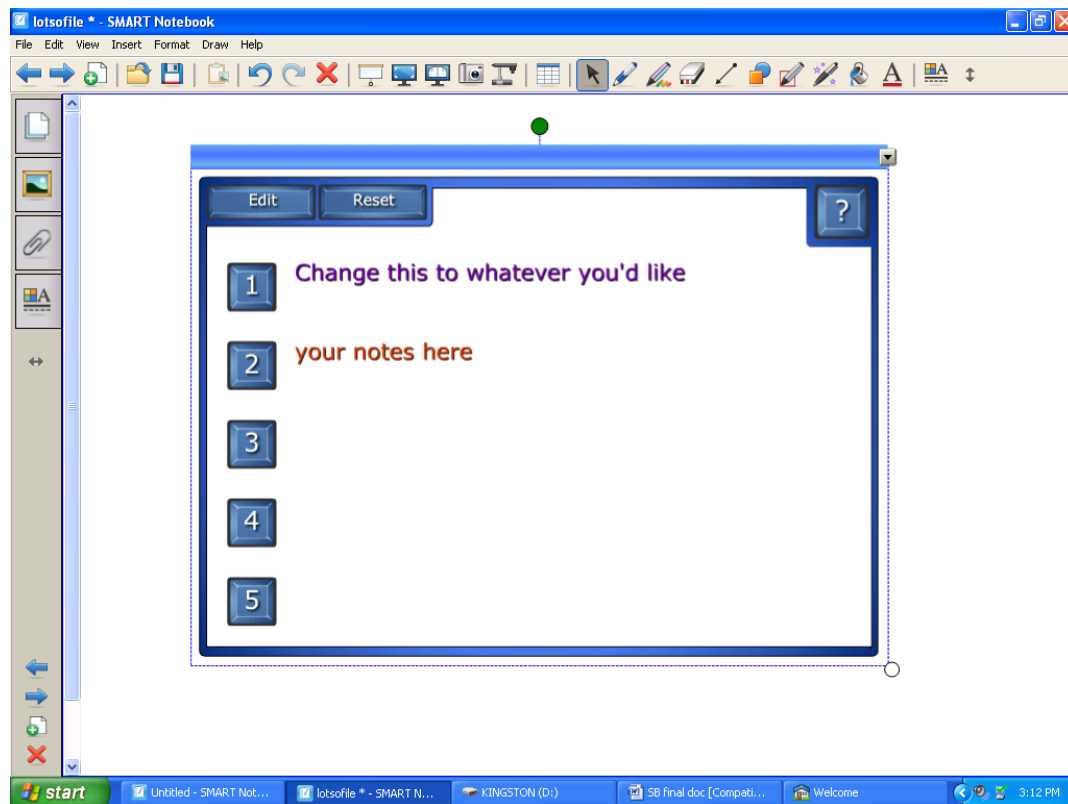 lotsofile * - SMART Notebook
File Edit View Insert Format Draw Help
A
A
Edit Reset ?
1 Change this to whatever you'd like
2 your notes here
3
4
5
A
start Untitled - SMART Not... lotsofile * - SMART N... KINGSTON (D:) SB final doc [Compati... Welcome 3:12 PM